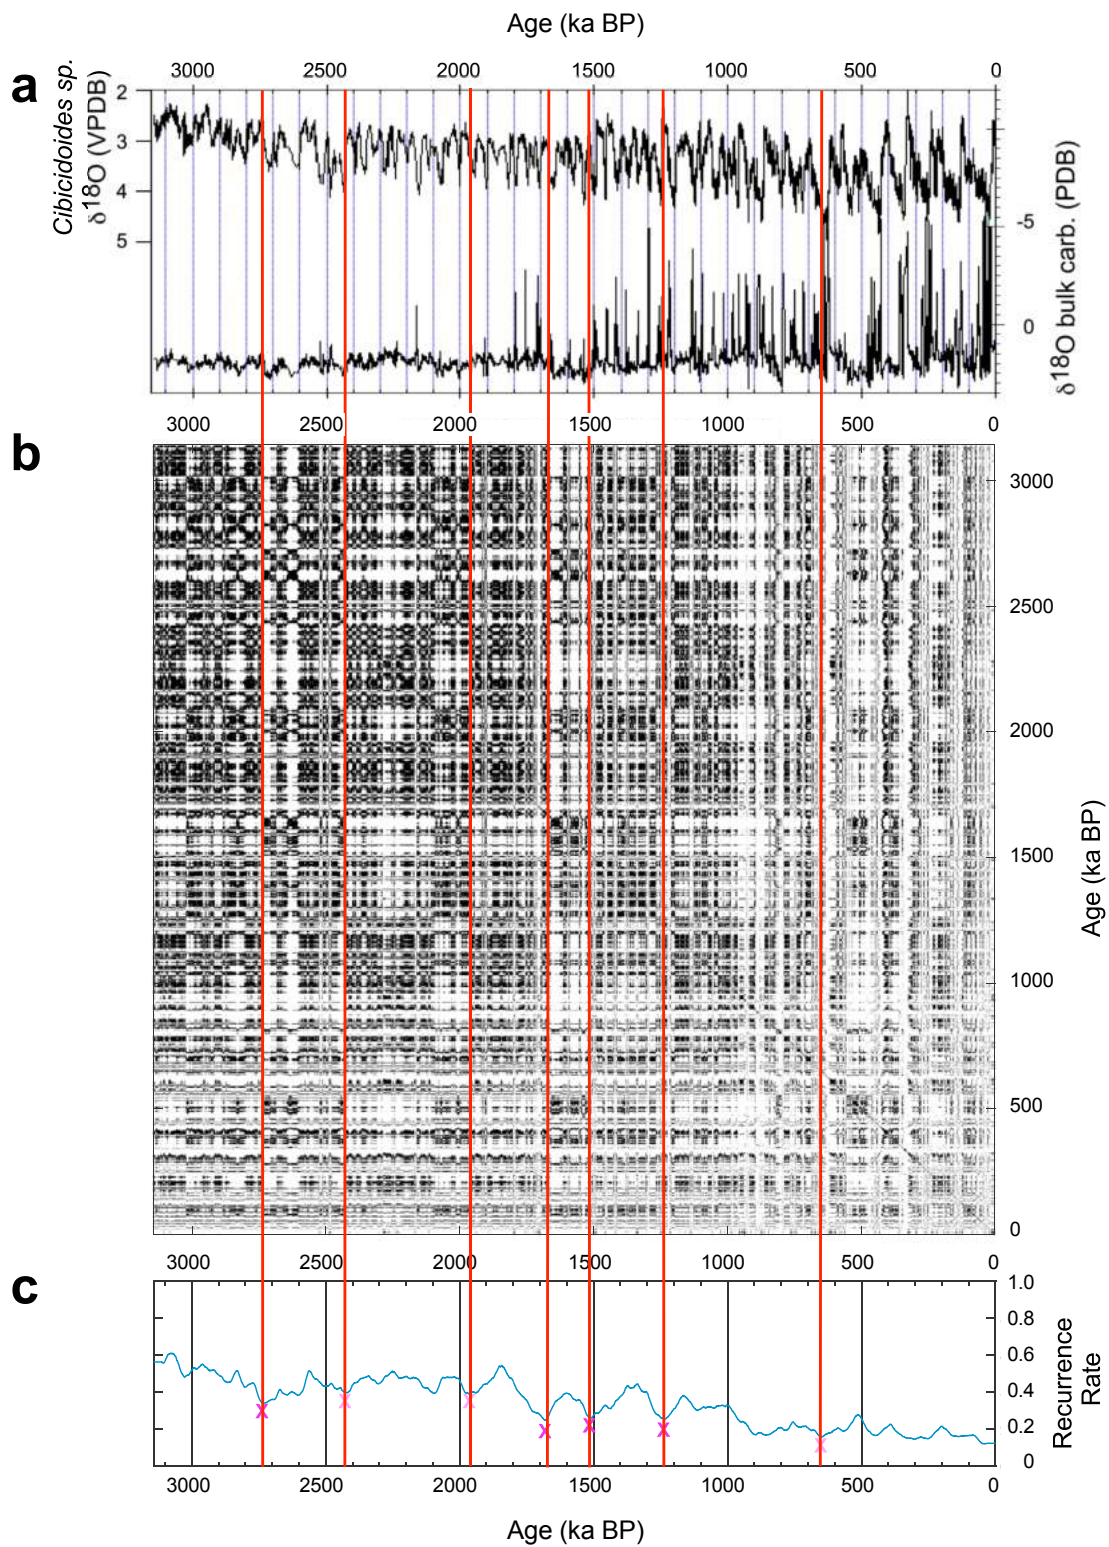 Age (ka BP)
a
3000 2500 2000 1500 1000 500 0
Cibicidoides sp.
δ18O (VPDB)
2
3
4
5
-5
0
δ18O bulk carb. (PDB)
3000 2500 2000 1500 1000 500 0
b
3000
2500
2000
1500
1000
500
0
Age (ka BP)
3000 2500 2000 1500 1000 500 0
c
1.0
0.8
0.6
0.4
0.2
0
Recurrence
Rate
x x x x x x x
3000 2500 2000 1500 1000 500 0
Age (ka BP)